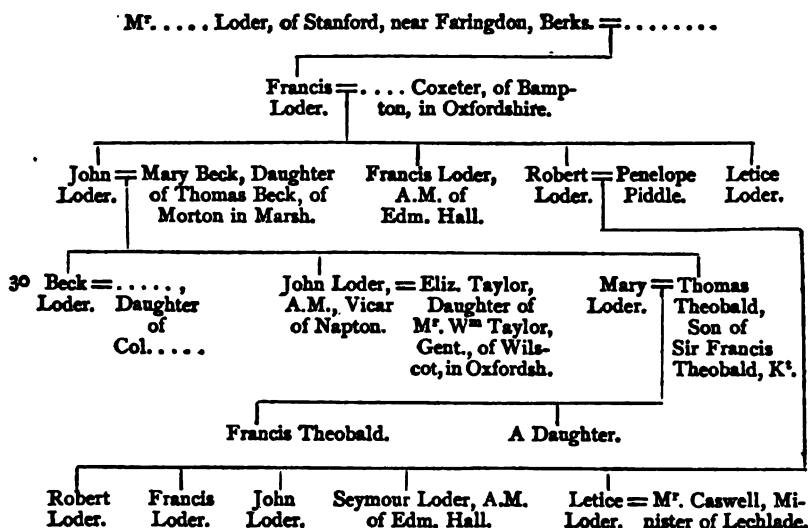 Mr. . . . . Loder, of Stanford, near Faringdon, Berks. = . . . . . . . .
Francis = . . . . Coxeter, of Bamp-
Loder. ton, in Oxfordshire.
John = Mary Beck, Daughter Francis Loder, Robert = Penelope Letice
Loder. of Thomas Beck, of A.M. of Loder. Piddle. Loder.
Morton in Marsh. Edm. Hall.
30 Beck = . . . . . , John Loder, = Eliz. Taylor, Mary = Thomas
Loder. Daughter A.M., Vicar Daughter of Loder. Theobald,
of of Napton. Mr. Wm Taylor, Son of
Col. . . . . Gent., of Wils- Sir Francis
cot, in Oxfordsh. Theobald, Kt.
Francis Theobald. A Daughter.
Robert Francis John Seymour Loder, A.M. Letice = Mr. Caswell, Mi-
Loder. Loder. Loder. of Edm. Hall. Loder. nister of Lechlade.